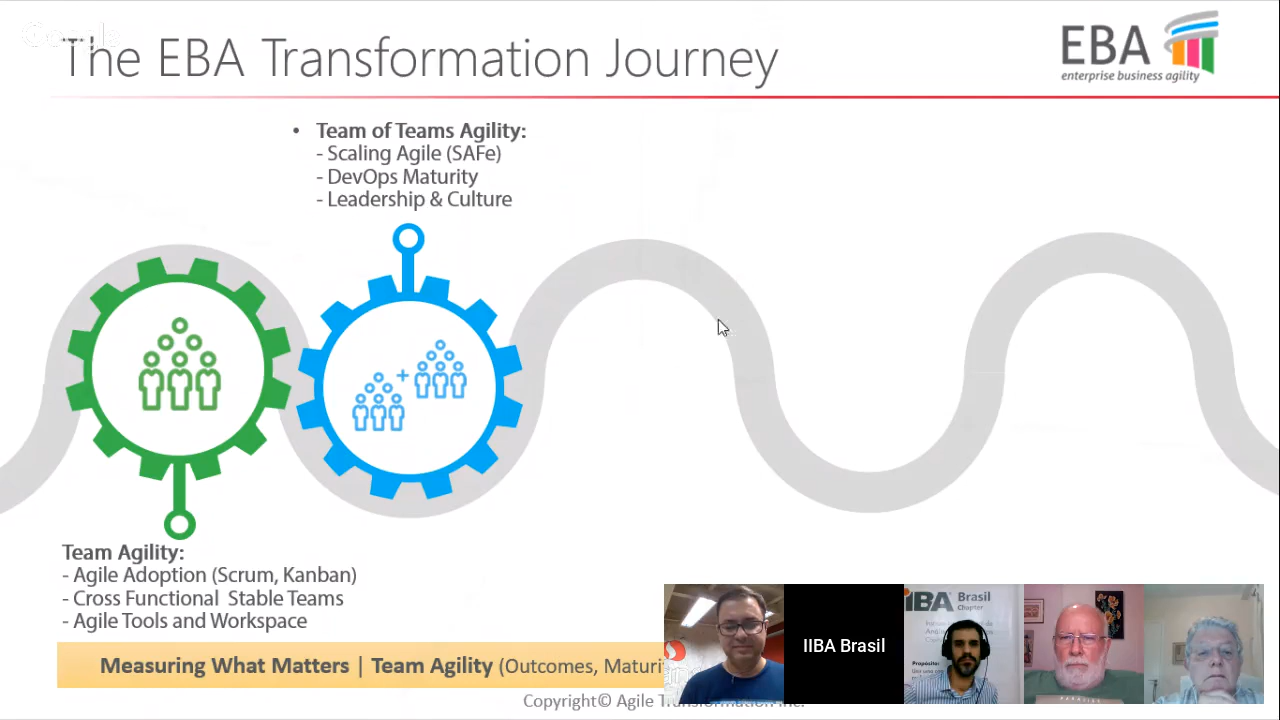 Google
The EBA Transformation Journey
EBA
enterprise business agility
• Team of Teams Agility:
- Scaling Agile (SAFe)
- DevOps Maturity
- Leadership & Culture
Team Agility:
- Agile Adoption (Scrum, Kanban)
- Cross Functional Stable Teams
- Agile Tools and Workspace
Measuring What Matters | Team Agility (Outcomes,
Copyright© Agile
IIBA Brasil
IIBA Brasil
Chapter
Propósito: